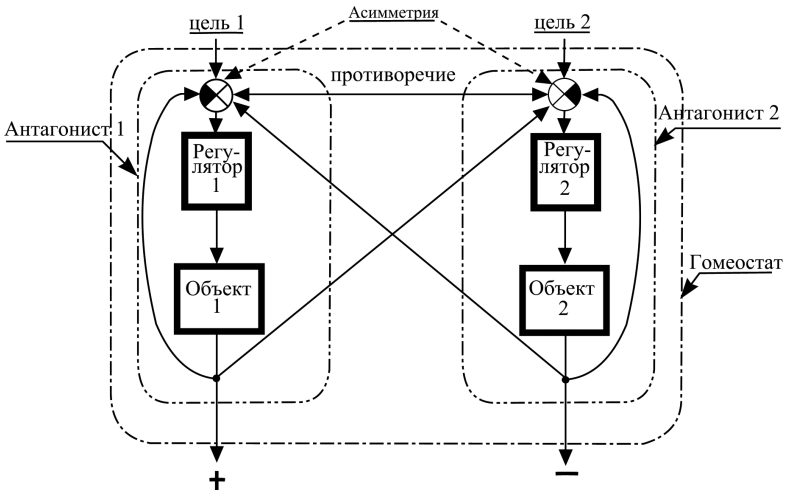 Асимметрия
цель 1
цель 2
противоречие
Антагонист 1
Антагонист 2
Регу-
лятор
1
Регу-
лятор
2
Гомеостат
Объект
1
Объект
2
+
−